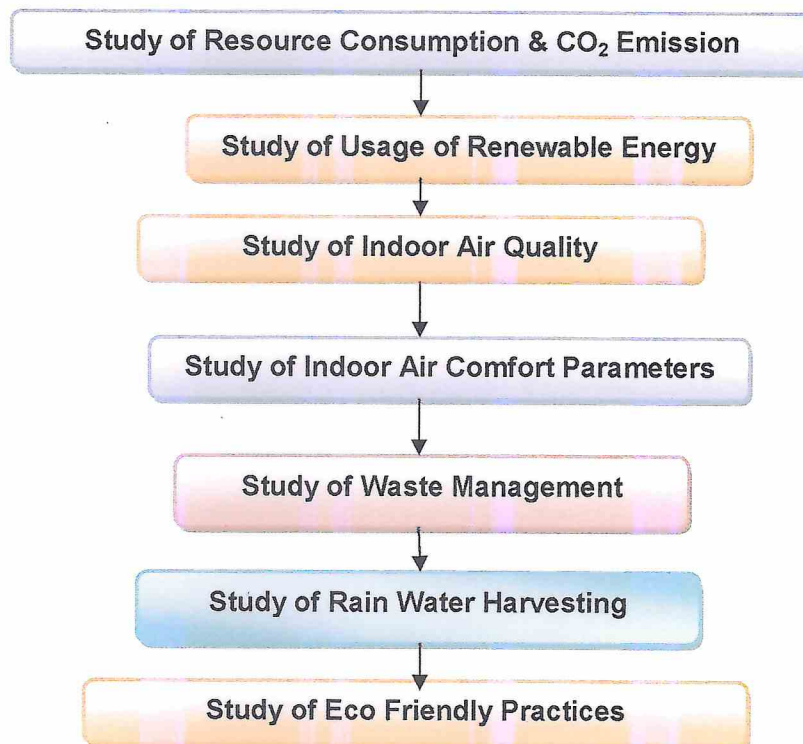 Study of Resource Consumption & CO₂ Emission
Study of Usage of Renewable Energy
Study of Indoor Air Quality
Study of Indoor Air Comfort Parameters
Study of Waste Management
Study of Rain Water Harvesting
Study of Eco Friendly Practices